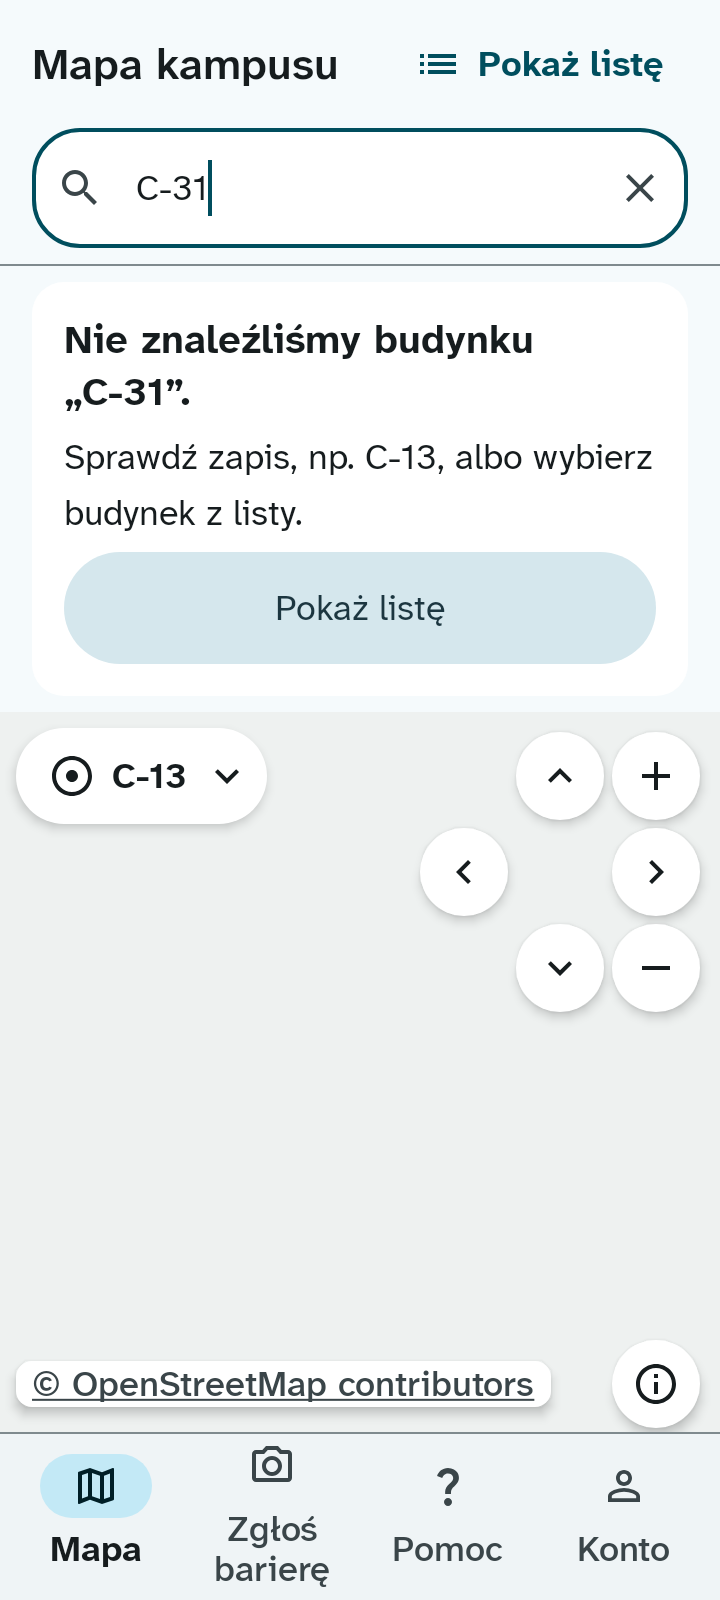 Mapa kampusu
Pokaż listę
C-31
Nie znaleźliśmy budynku
„C-31”.
Sprawdź zapis, np. C-13, albo wybierz
budynek z listy.
Pokaż listę
C-13
© OpenStreetMap contributors
Mapa
Zgłoś
barierę
Pomoc
Konto